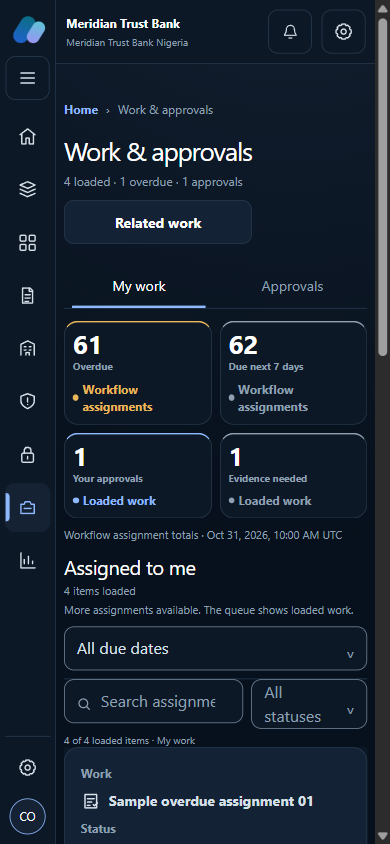 Meridian Trust Bank
Meridian Trust Bank Nigeria
Home › Work & approvals
Work & approvals
4 loaded · 1 overdue · 1 approvals
Related work
My work
Approvals
61
Overdue
Workflow
assignments
62
Due next 7 days
Workflow
assignments
1
Your approvals
Loaded work
1
Evidence needed
Loaded work
Workflow assignment totals · Oct 31, 2026, 10:00 AM UTC
Assigned to me
4 items loaded
More assignments available. The queue shows loaded work.
All due dates
v
Search assignme
All
statuses
v
4 of 4 loaded items · My work
Work
Sample overdue assignment 01
Status
CO